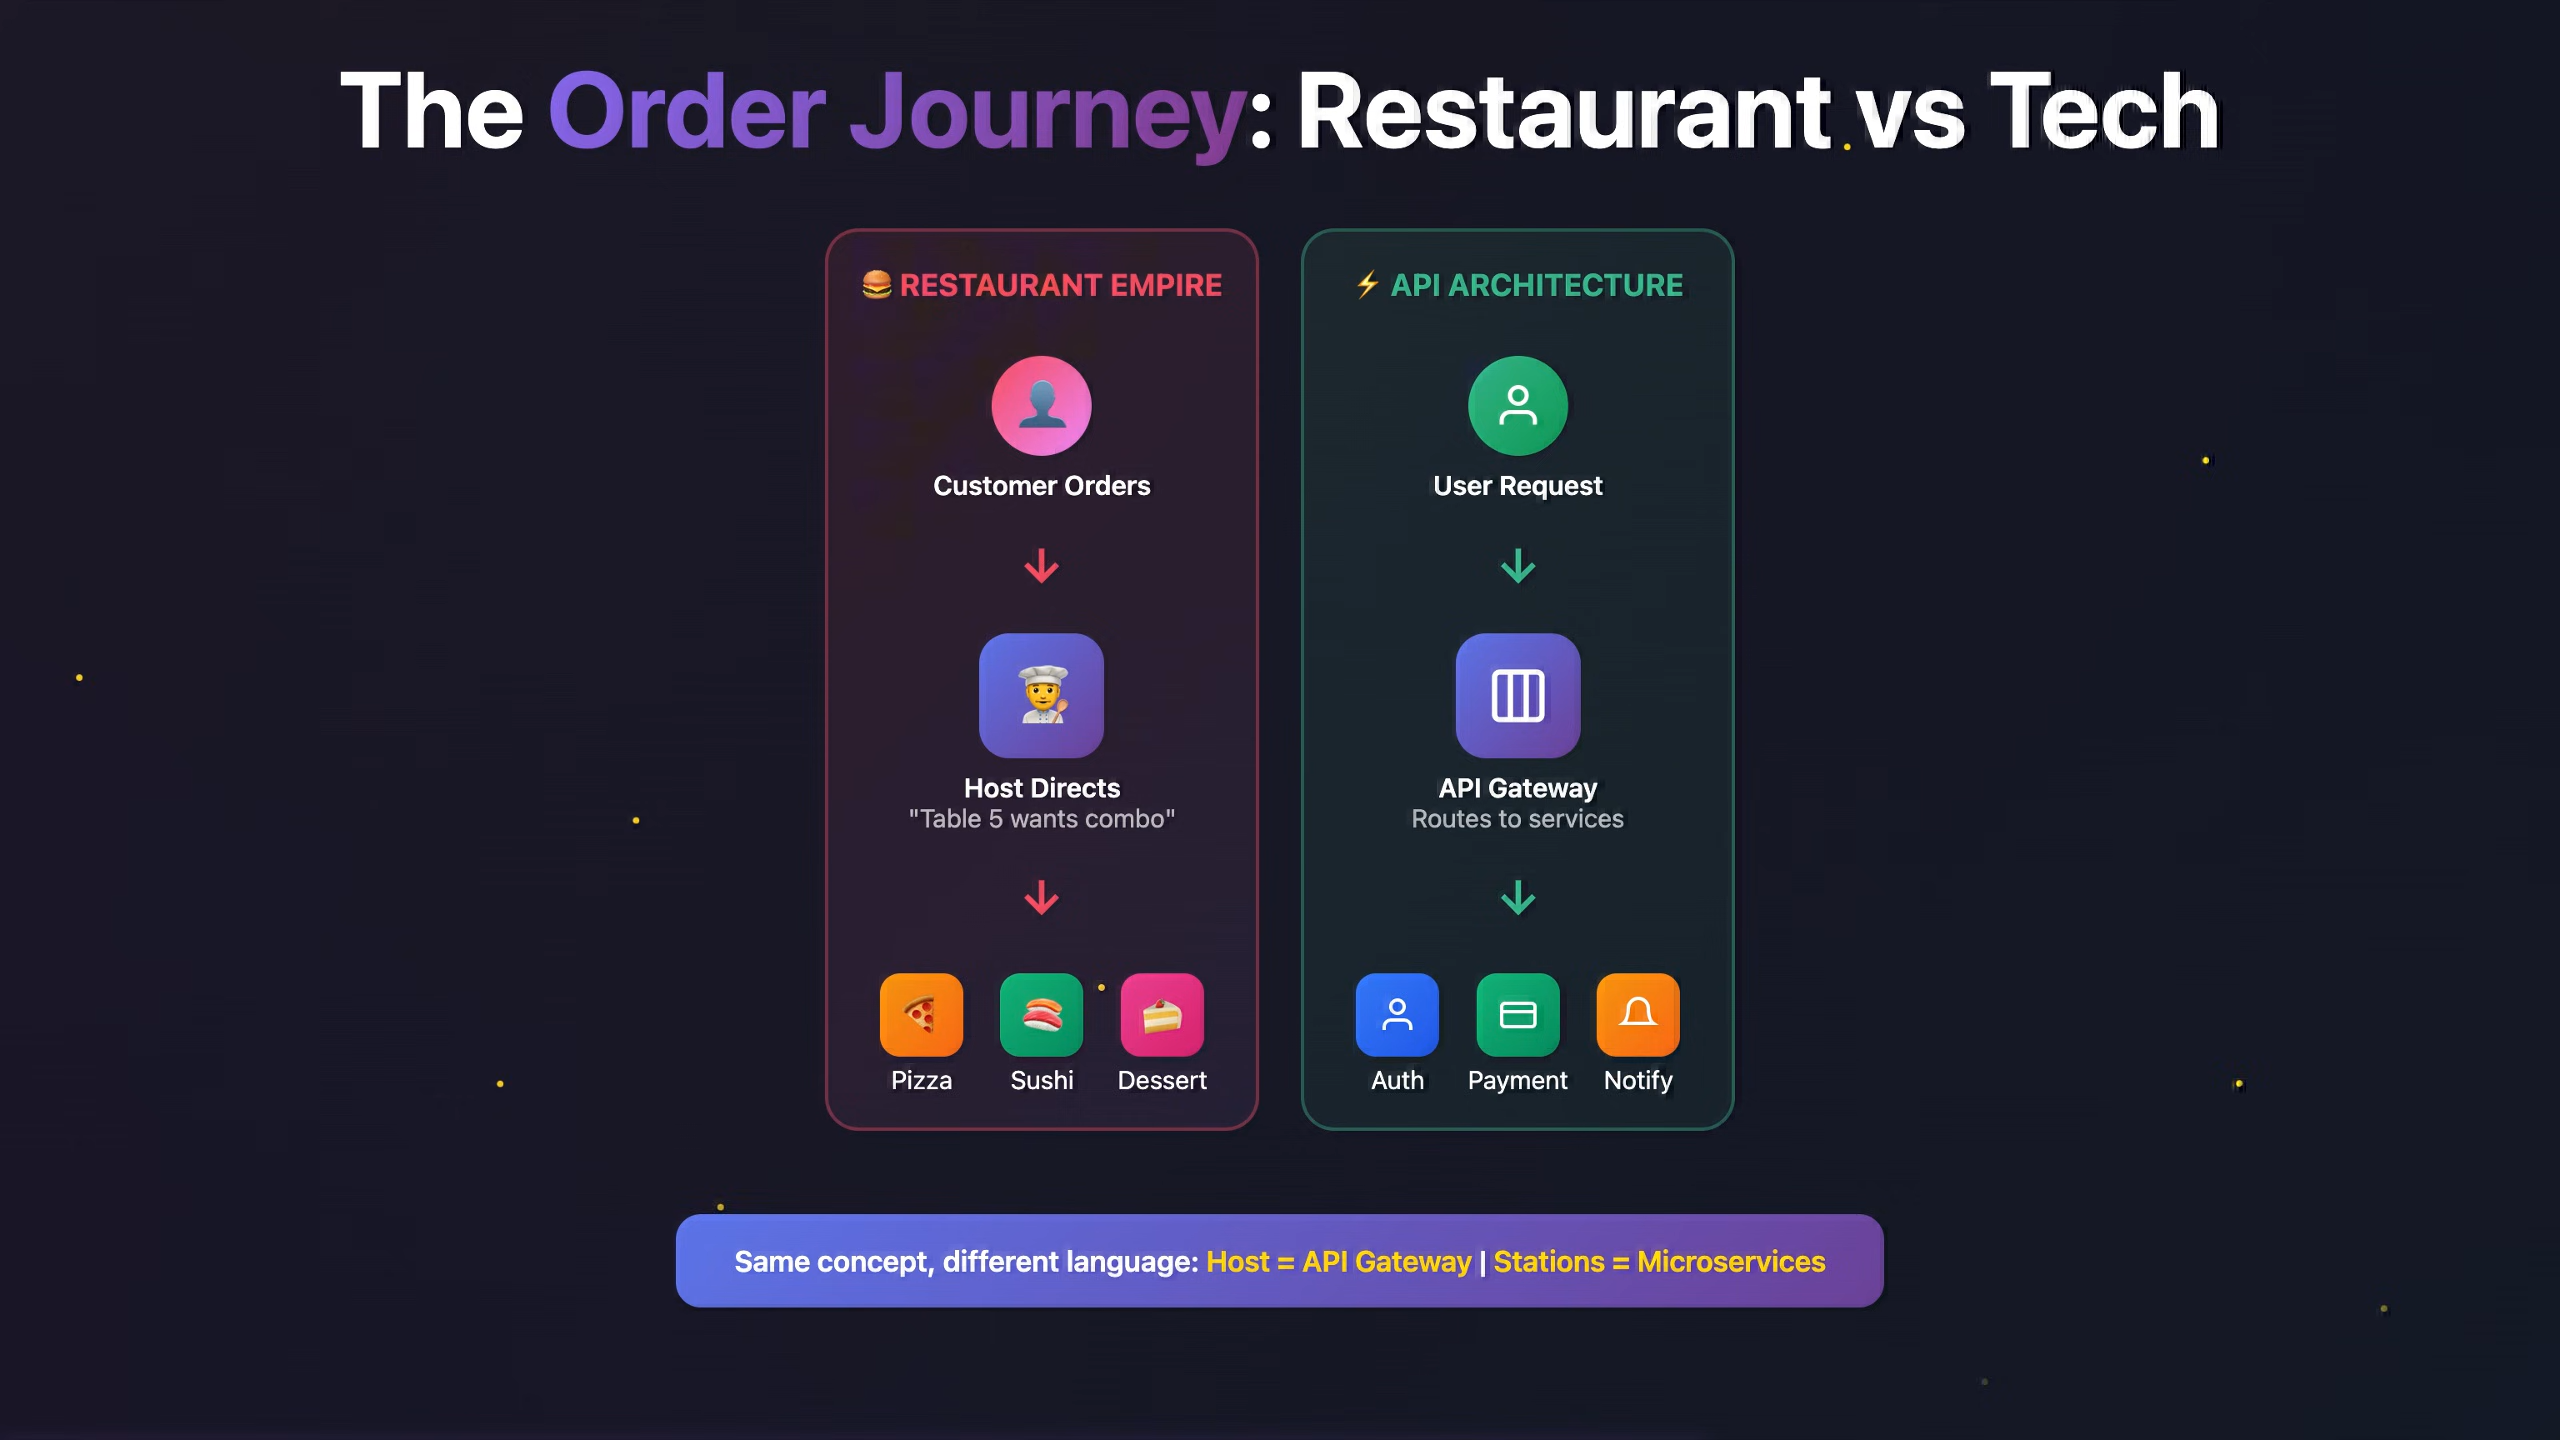 The Order Journey: Restaurant vs Tech
RESTAURANT EMPIRE
Customer Orders
Host Directs
"Table 5 wants combo"
Pizza
Sushi
Dessert
API ARCHITECTURE
User Request
API Gateway
Routes to services
Auth
Payment
Notify
Same concept, different language: Host = API Gateway | Stations = Microservices